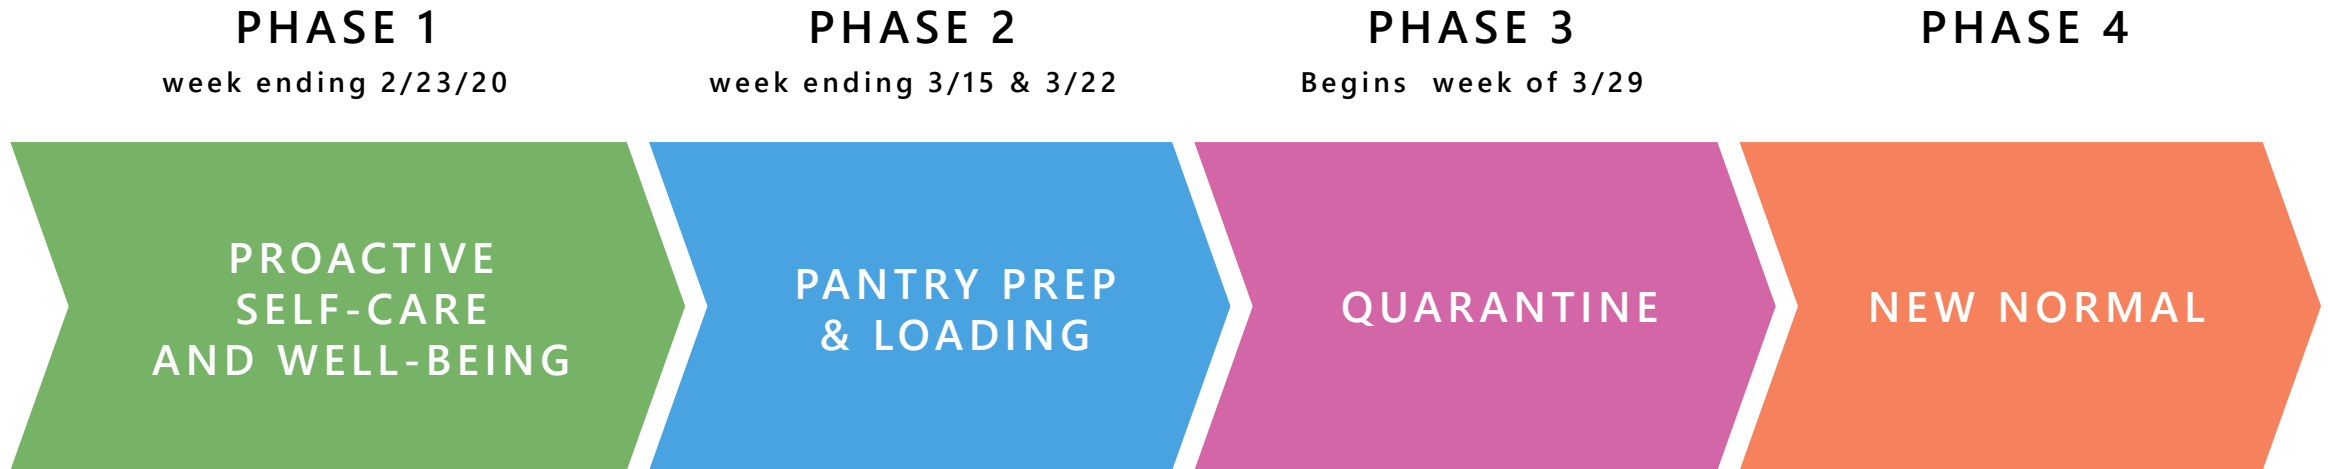 PHASE 1
week ending 2/23/20
PHASE 2
week ending 3/15 & 3/22
PHASE 3
Begins  week of 3/29
PHASE 4
PROACTIVE
SELF-CARE
AND WELL-BEING
PANTRY PREP
& LOADING
QUARANTINE
NEW NORMAL